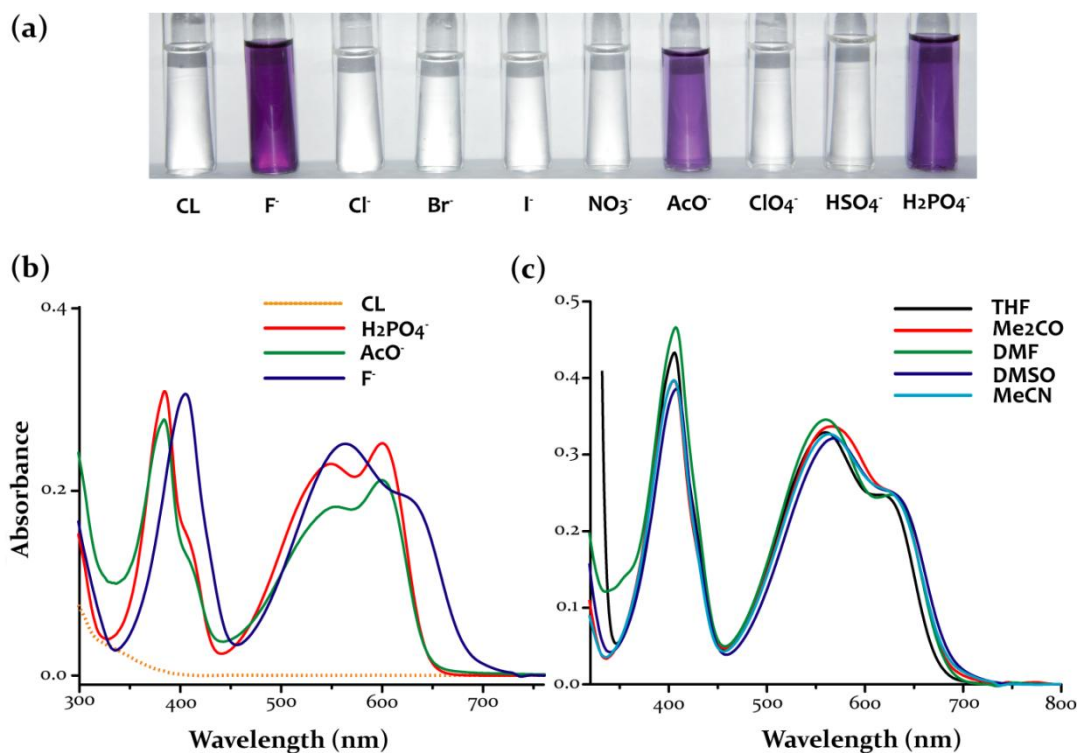 (a)
CL F⁻ Cl⁻ Br⁻ I⁻ NO₃⁻ AcO⁻ ClO₄⁻ HSO₄⁻ H₂PO₄⁻
(b)
CL
H₂PO₄⁻
AcO⁻
F⁻
0.4
0.2
0.0
300 400 500 600 700
Absorbance
Wavelength (nm)
(c)
THF
Me₂CO
DMF
DMSO
MeCN
0.5
0.4
0.3
0.2
0.1
0.0
400 500 600 700 800
Wavelength (nm)